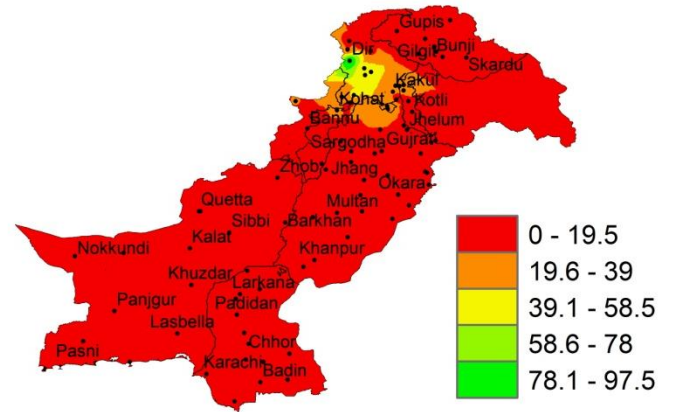 Gupis
Dir
Gilgit
Bunji
Skardu
Kakul
Kohat
Kotli
Bannu
Jhelum
Sargodha
Gujrat
Zhob
Jhang
Okara
Quetta
Multan
Sibbi
Barkhan
Nokkundi
Kalat
Khanpur
Khuzdar
Larkana
Panjgur
Padidan
Lasbella
Pasni
Chhor
Karachi
Badin
0 - 19.5
19.6 - 39
39.1 - 58.5
58.6 - 78
78.1 - 97.5